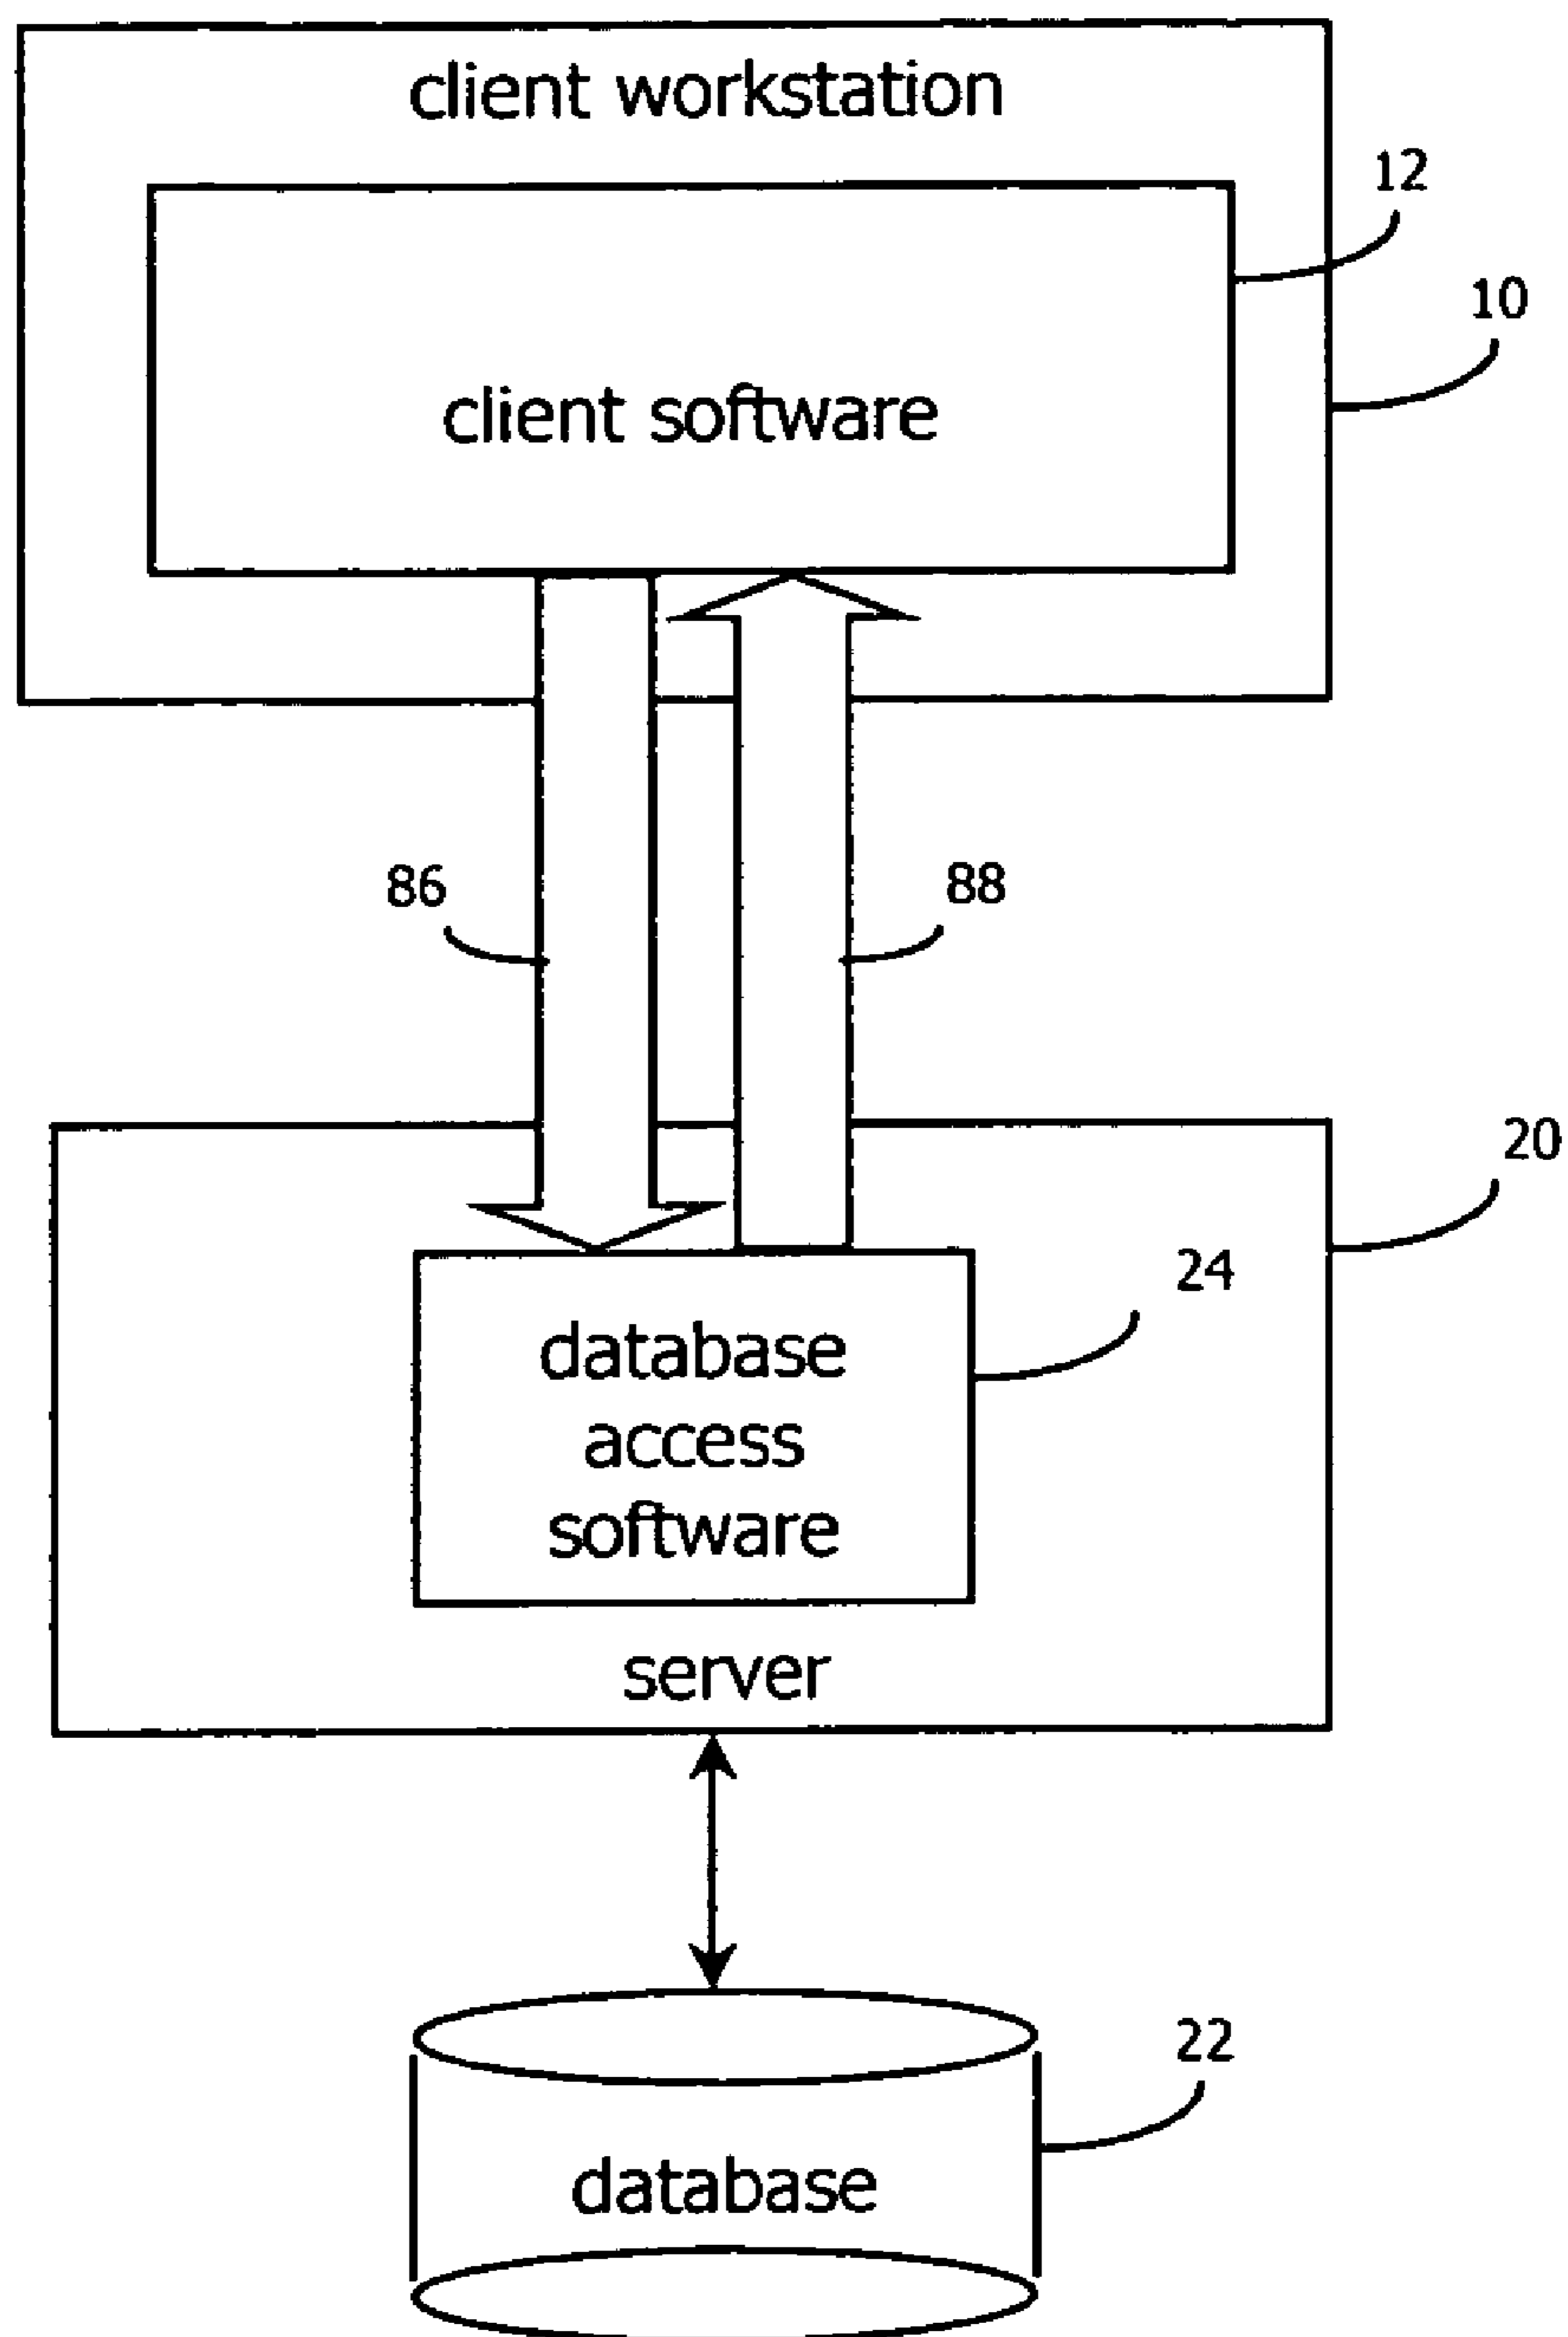 client workstation
12
10
client software
86
88
20
24
database
access
software
server
22
database